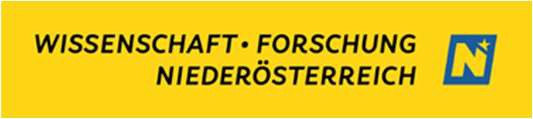 WISSENSCHAFT • FORSCHUNG
NIEDERÖSTERREICH
N